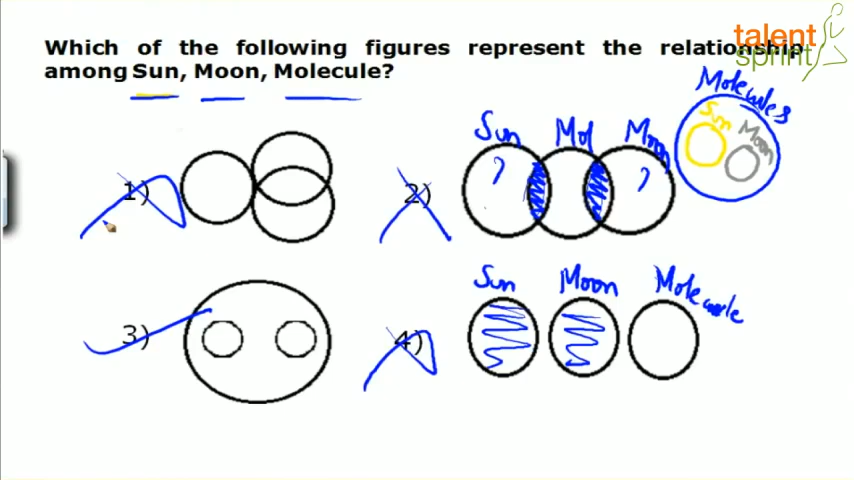 talent
sprint
Which of the following figures represent the relationship
among Sun, Moon, Molecule?
Molecules
Sun
Moon
1)
2)
Sun
Mol
Moon
?
?
3)
4)
Sun
Moon
Molecule